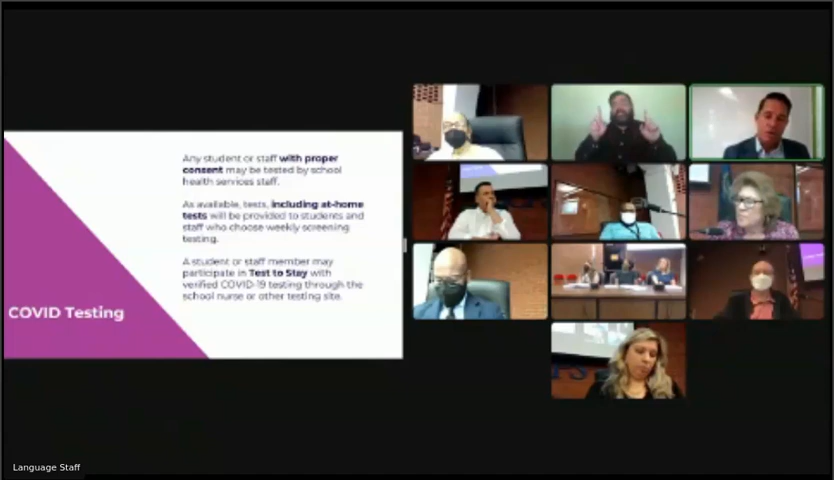 Any student or staff with proper
consent may be tested by school
health services staff.
As available, tests, including at-home
tests will be provided to students and
staff who choose weekly screening
testing.
A student or staff member may
participate in Test to Stay with
verified COVID-19 testing through the
school nurse or other testing site.
COVID Testing
Language Staff